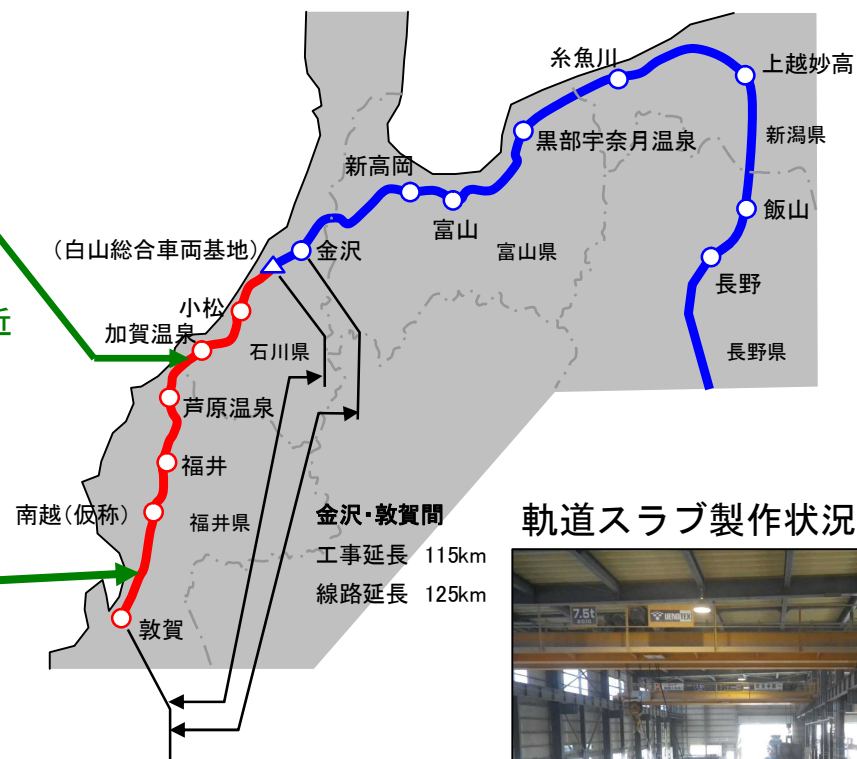 糸魚川
上越妙高
黒部宇奈月温泉
新潟県
新高岡
富山
飯山
(白山総合車両基地)
金沢
富山県
長野
小松
近
加賀温泉
石川県
長野県
芦原温泉
福井
南越(仮称)
福井県
金沢・敦賀間
工事延長 115km
線路延長 125km
敦賀
軌道スラブ製作状況
7.5t
UENOTEX